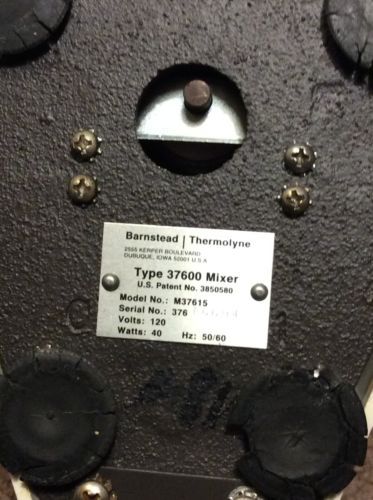 Barnstead | Thermolyne
2555 KERPER BOULEVARD
DUBUQUE, IOWA 52001 U.S.A
Type 37600 Mixer
U.S. Patent No. 3850580
Model No.: M37615
Serial No.: 376
Volts: 120
Watts: 40 Hz: 50/60